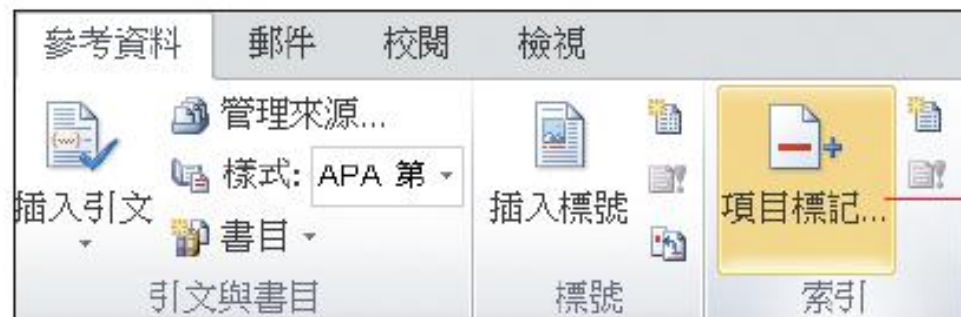 參考資料 郵件 校閱 檢視
管理來源...
樣式: APA 第
書目
插入引文
引文與書目
插入標號
標號
項目標記...
索引